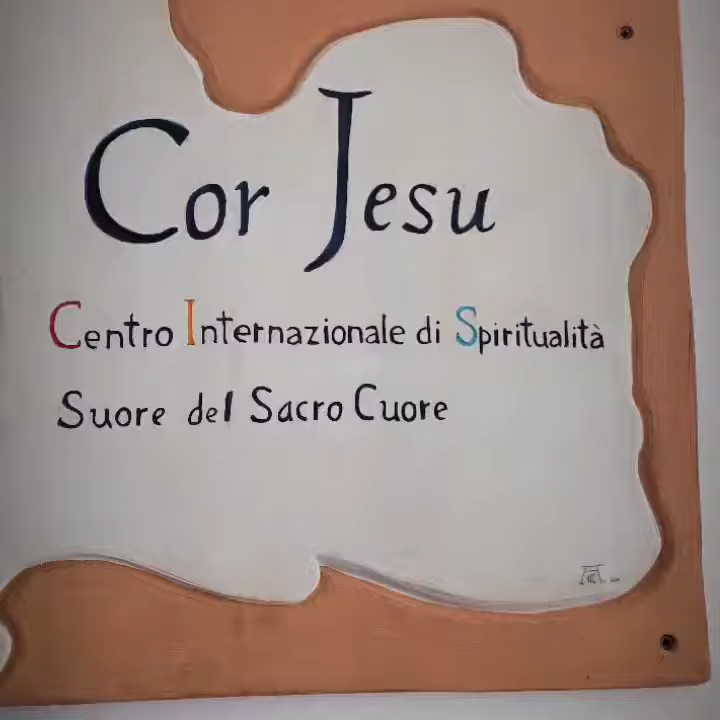 Cor Jesu
Centro Internazionale di Spiritualità
Suore del Sacro Cuore